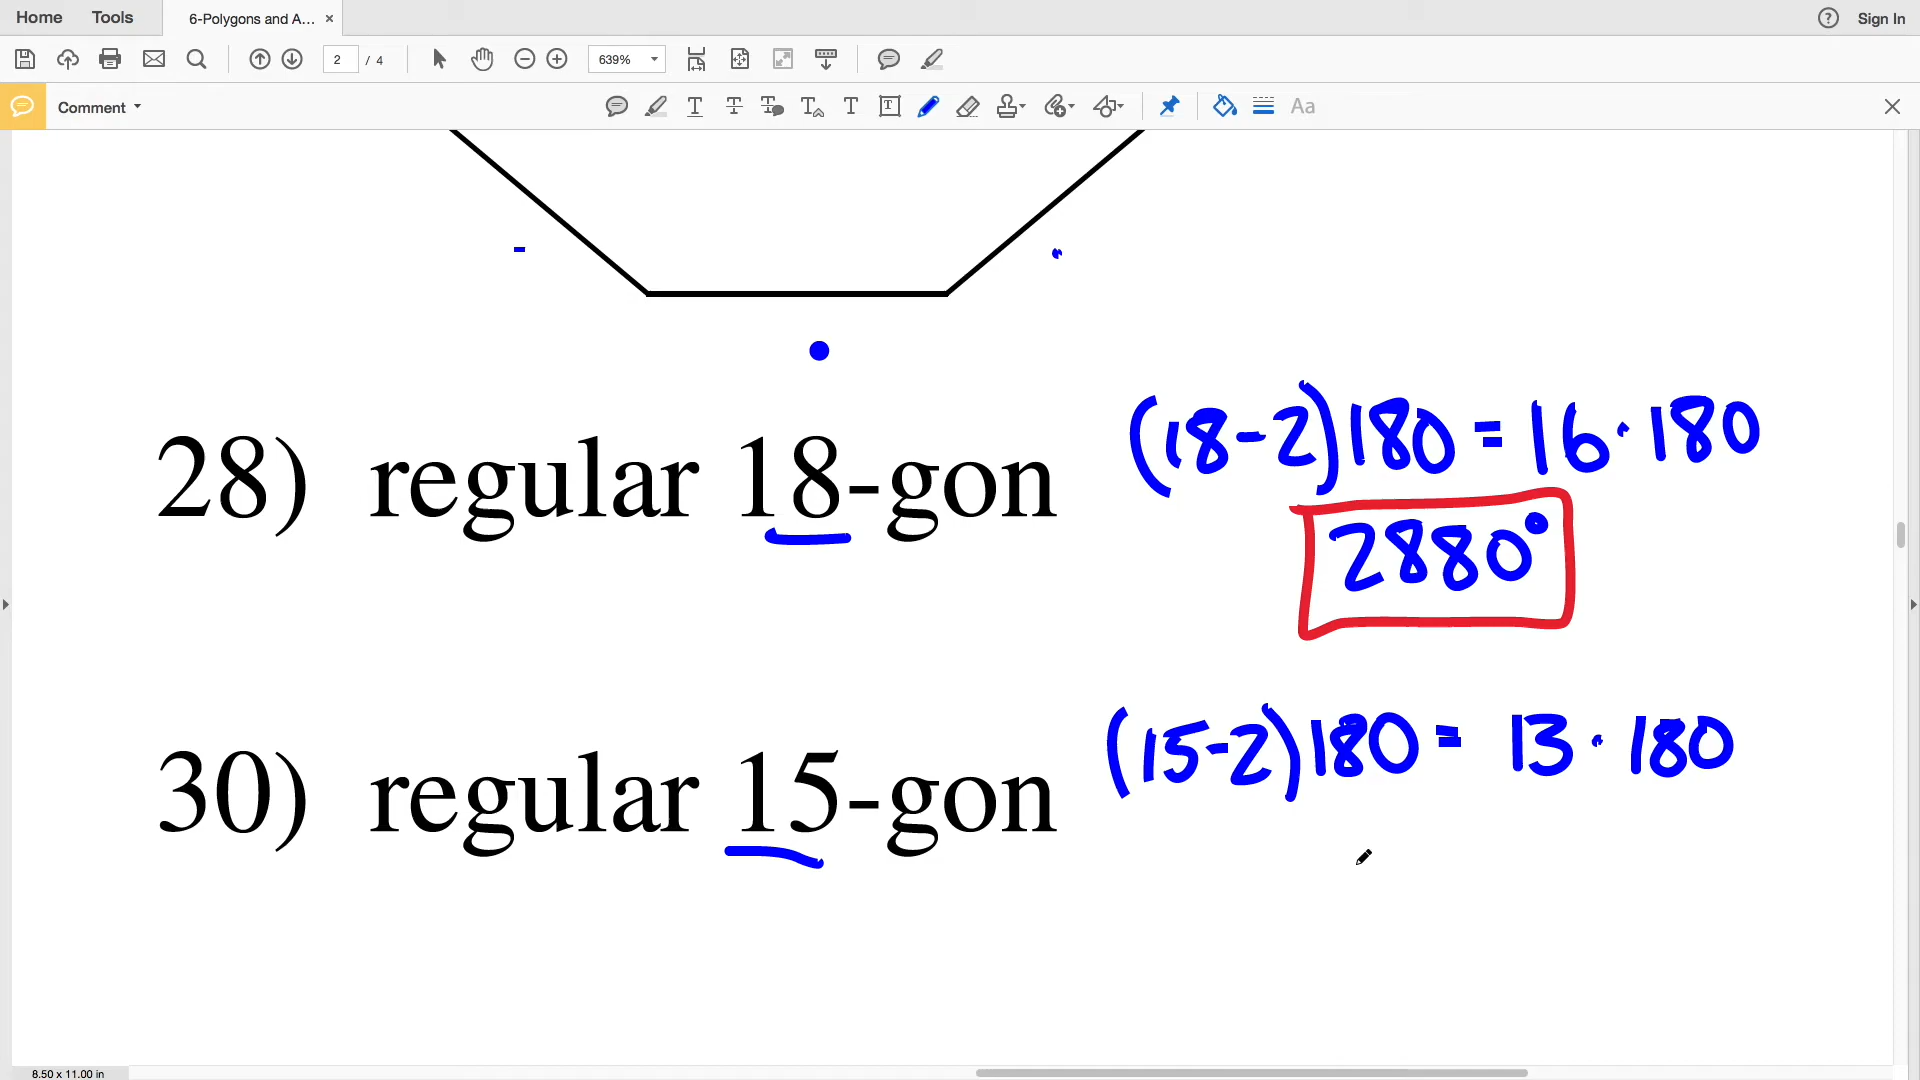 Home Tools 6-Polygons and A... × ? Sign In
2 / 4 639%
Comment T T T T T T Aa
28) regular 18-gon (18-2)180 = 16·180
2880°
30) regular 15-gon (15-2)180 = 13·180
8.50 x 11.00 in